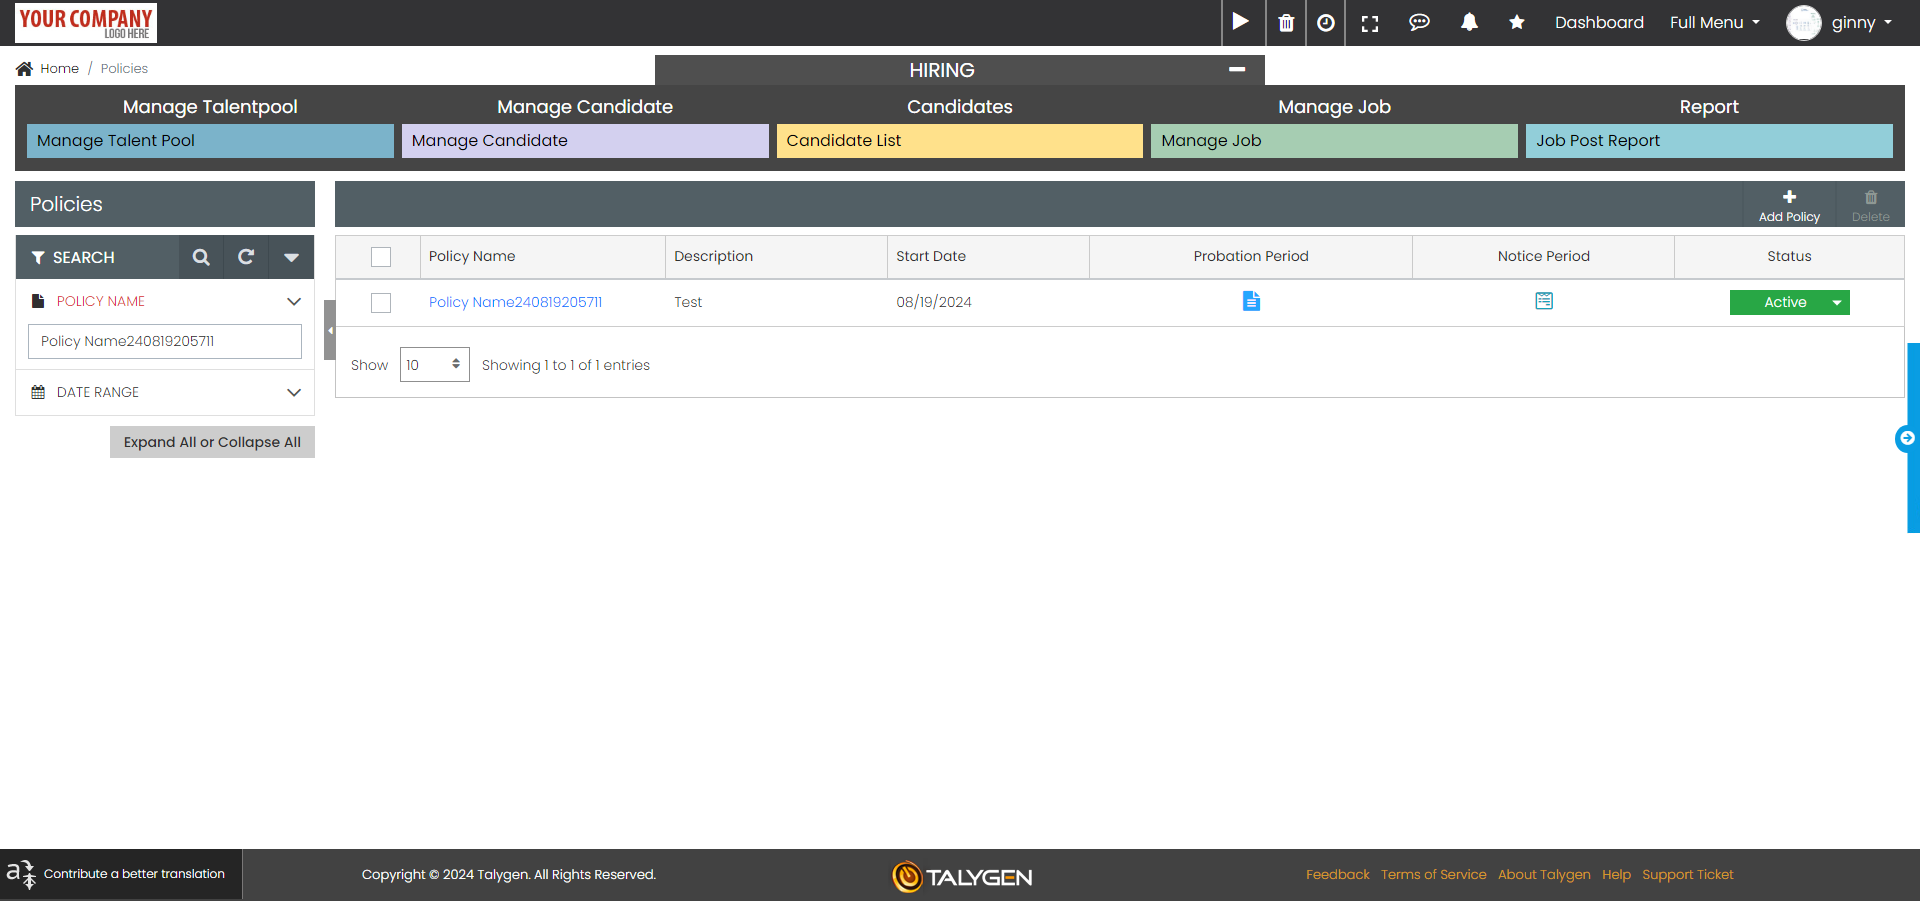 YOUR COMPANY
LOGO HERE
Dashboard
Full Menu
ginny
Home / Policies
HIRING
Manage Talentpool
Manage Candidate
Candidates
Manage Job
Report
Manage Talent Pool
Manage Candidate
Candidate List
Manage Job
Job Post Report
Policies
Add Policy
Delete
SEARCH
POLICY NAME
Policy Name240819205711
DATE RANGE
Expand All or Collapse All
Policy Name
Description
Start Date
Probation Period
Notice Period
Status
Policy Name240819205711
Test
08/19/2024
Active
Show
10
Showing 1 to 1 of 1 entries
Contribute a better translation
Copyright © 2024 Talygen. All Rights Reserved.
TALYGEN
Feedback
Terms of Service
About Talygen
Help
Support Ticket